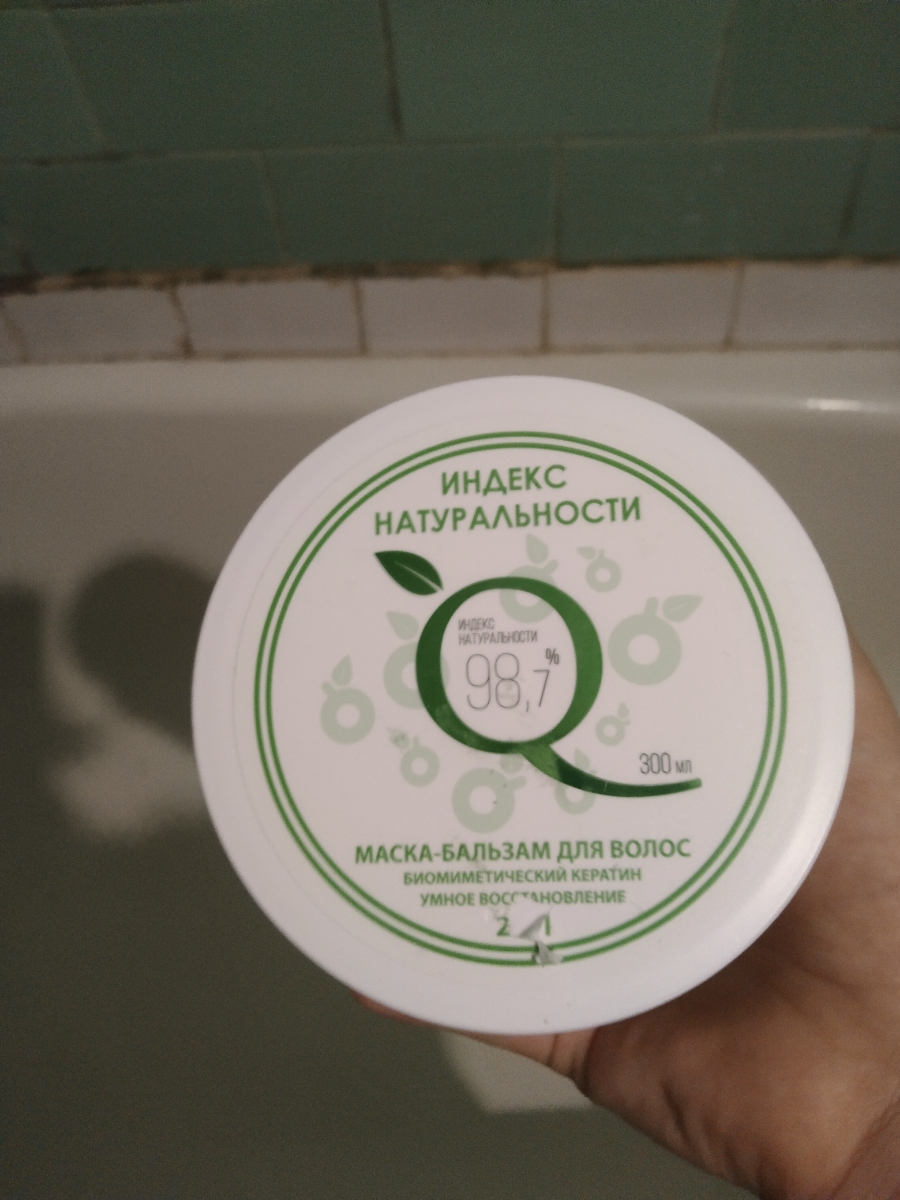 ИНДЕКС
НАТУРАЛЬНОСТИ
ИНДЕКС
НАТУРАЛЬНОСТИ
98,7%
300 мл
МАСКА-БАЛЬЗАМ ДЛЯ ВОЛОС
БИОМИМЕТИЧЕСКИЙ КЕРАТИН
УМНОЕ ВОССТАНОВЛЕНИЕ